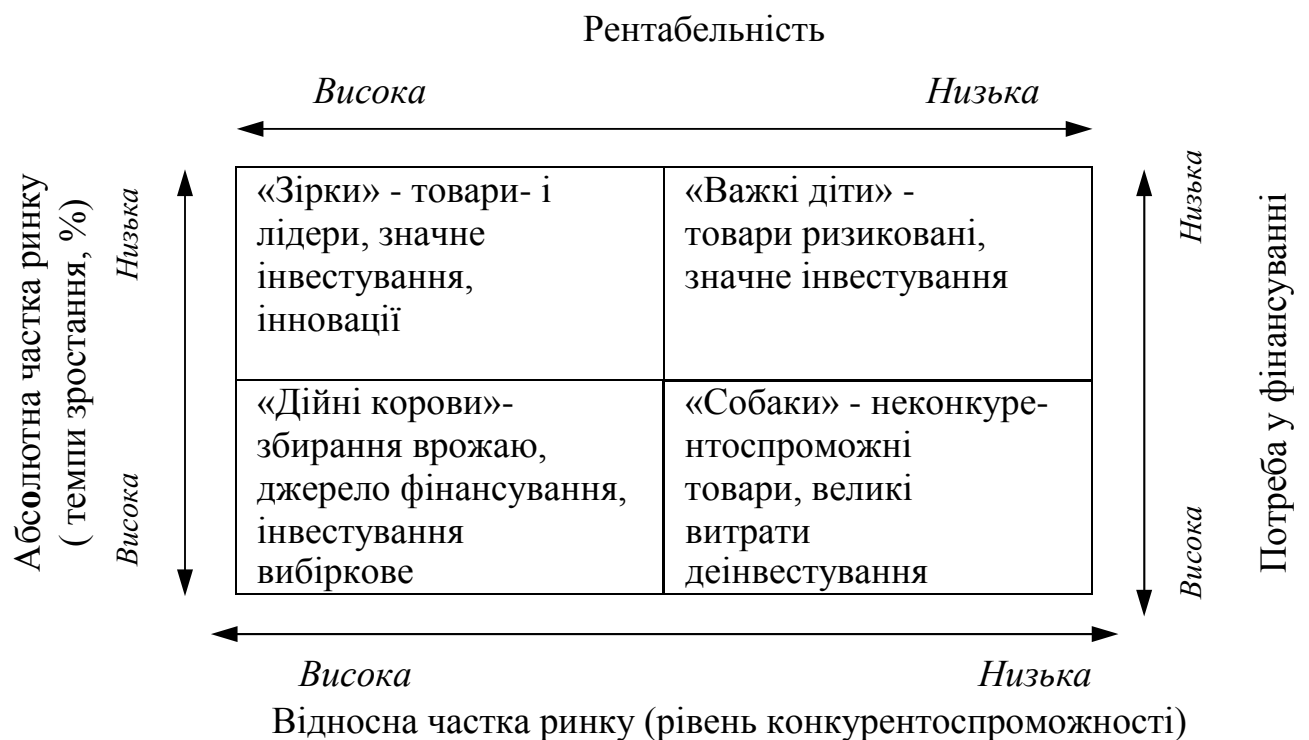 Рентабельність
Висока
Низька
Абсолютна частка ринку
( темпи зростання, %)
Низька
Висока
«Зірки» - товари- і
лідери, значне
інвестування,
інновації
«Важкі діти» -
товари ризиковані,
значне інвестування
«Дійні корови»-
збирання врожаю,
джерело фінансування,
інвестування
вибіркове
«Собаки» - неконкуре-
нтоспроможні
товари, великі
витрати
деінвестування
Низька
Висока
Потреба у фінансуванні
Висока
Низька
Відносна частка ринку (рівень конкурентоспроможності)